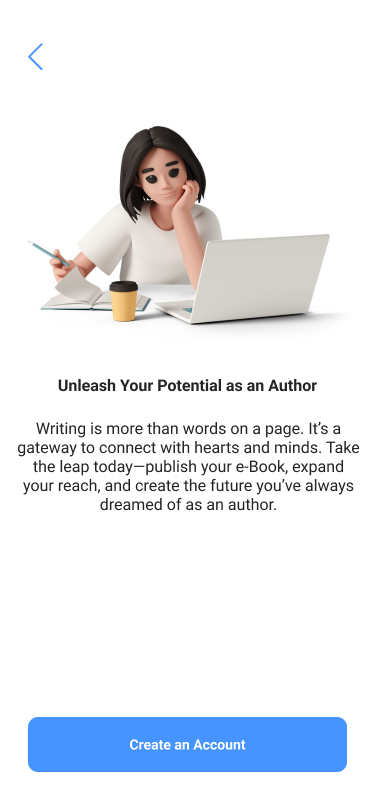 Unleash Your Potential as an Author
Writing is more than words on a page. It’s a
gateway to connect with hearts and minds. Take
the leap today—publish your e-Book, expand
your reach, and create the future you’ve always
dreamed of as an author.
Create an Account